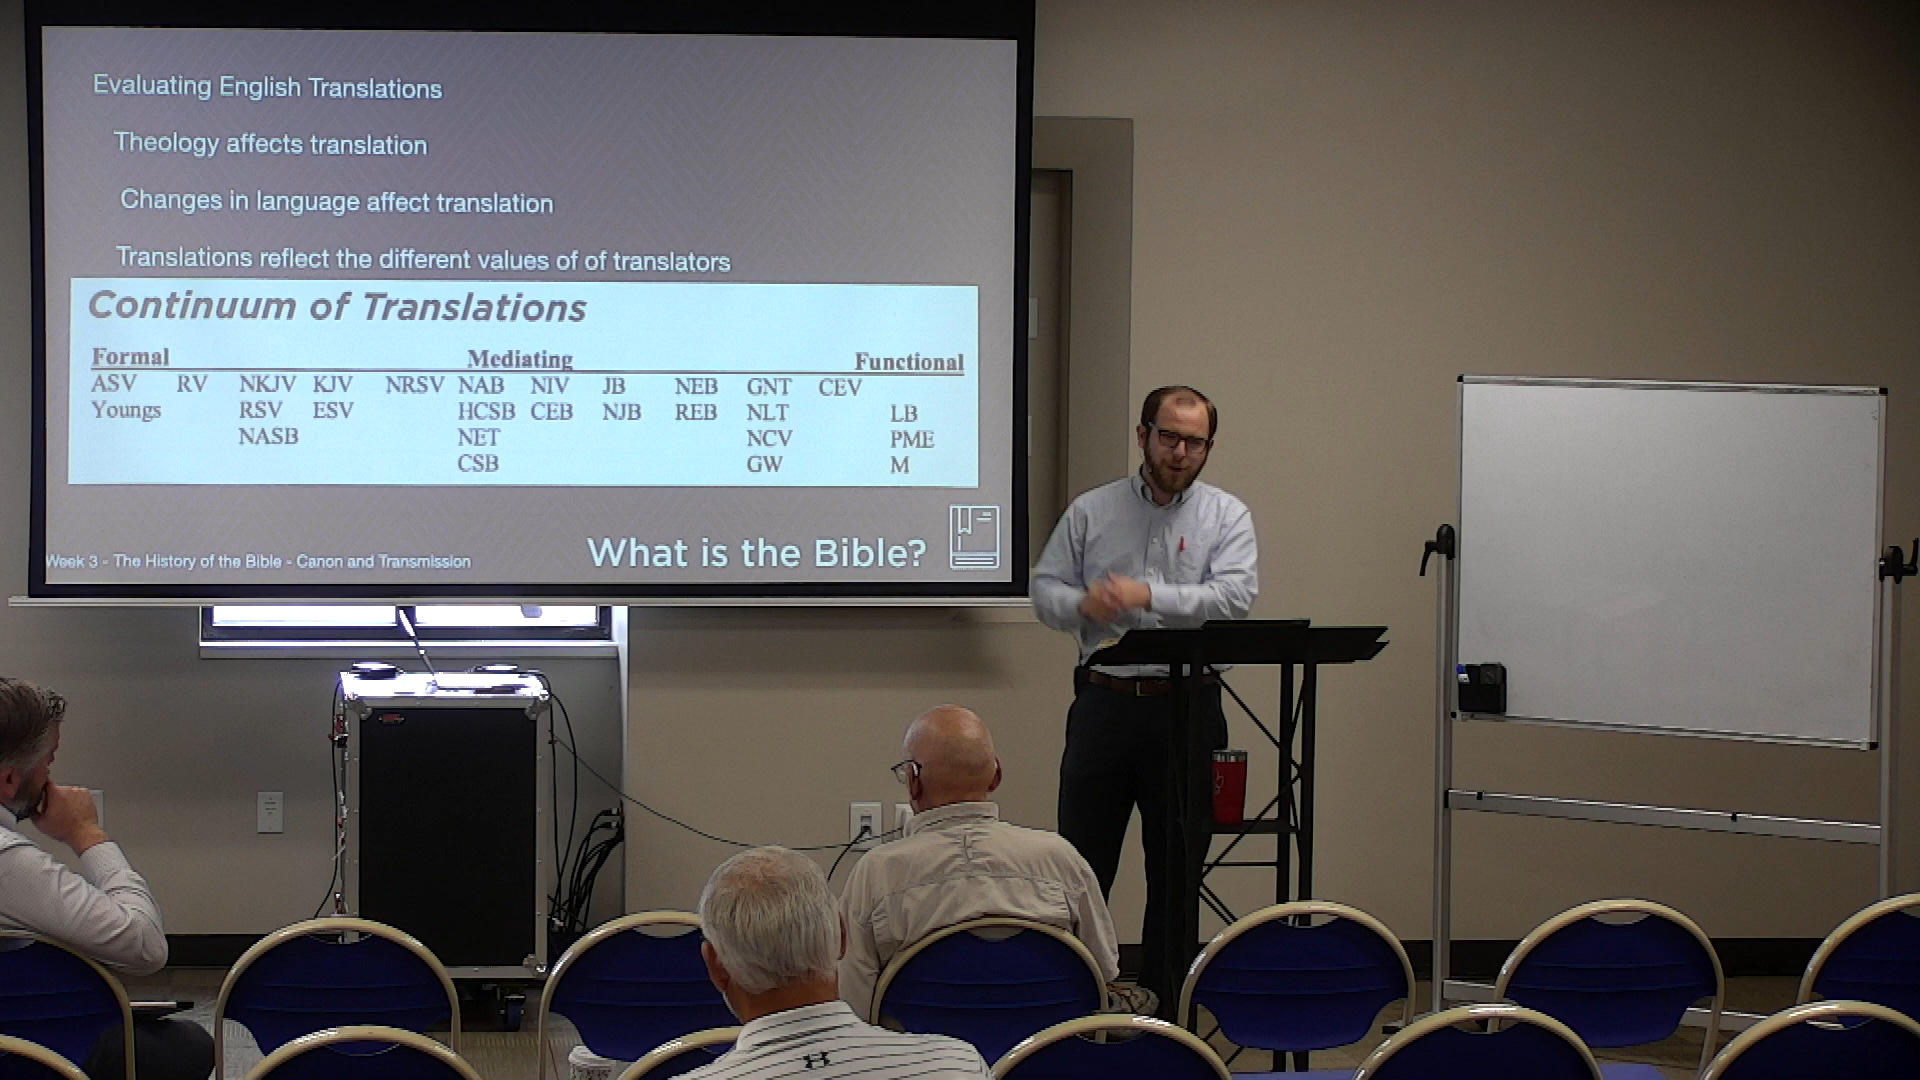 Evaluating English Translations
Theology affects translation
Changes in language affect translation
Translations reflect the different values of of translators
Continuum of Translations
Formal Mediating Functional
ASV RV NKJV KJV NRSV NAB NIV JB NEB GNT CEV
Youngs RSV ESV HCSB CEB NJB REB NLT LB
NASB NET NCV PME
CSB GW M
What is the Bible?
Week 3 - The History of the Bible - Canon and Transmission